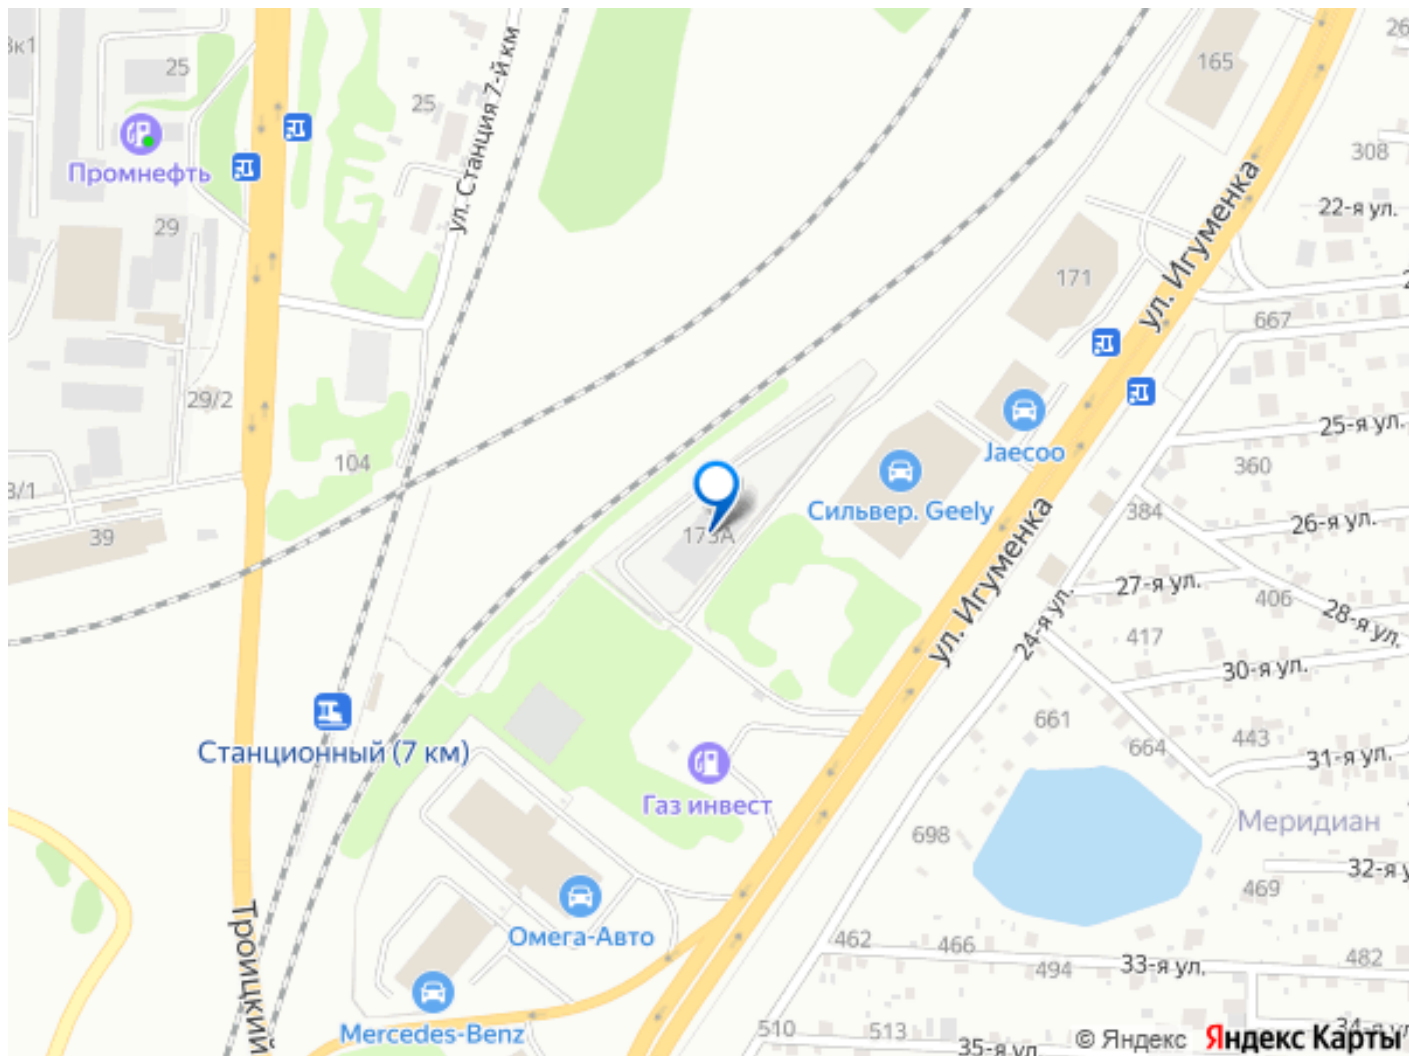 165
25
25
Промнефть
ул. Станция 7-й км
308
22-я ул.
29
ул. Игуменка
171
667
29/2
Jaecoo
25-я ул.
360
104
Сильвер. Geely
384
26-я ул.
173А
39
ул. Игуменка
27-я ул.
406
28-я ул.
24-я ул.
417
30-я ул.
661
664
443
31-я ул.
Станционный (7 км)
Газ инвест
698
Меридиан
469
Омега-Авто
462
466
494
33-я ул.
482
Троицкий
Mercedes-Benz
510
513
35-я ул.
34-я ул.
© Яндекс Яндекс Карты